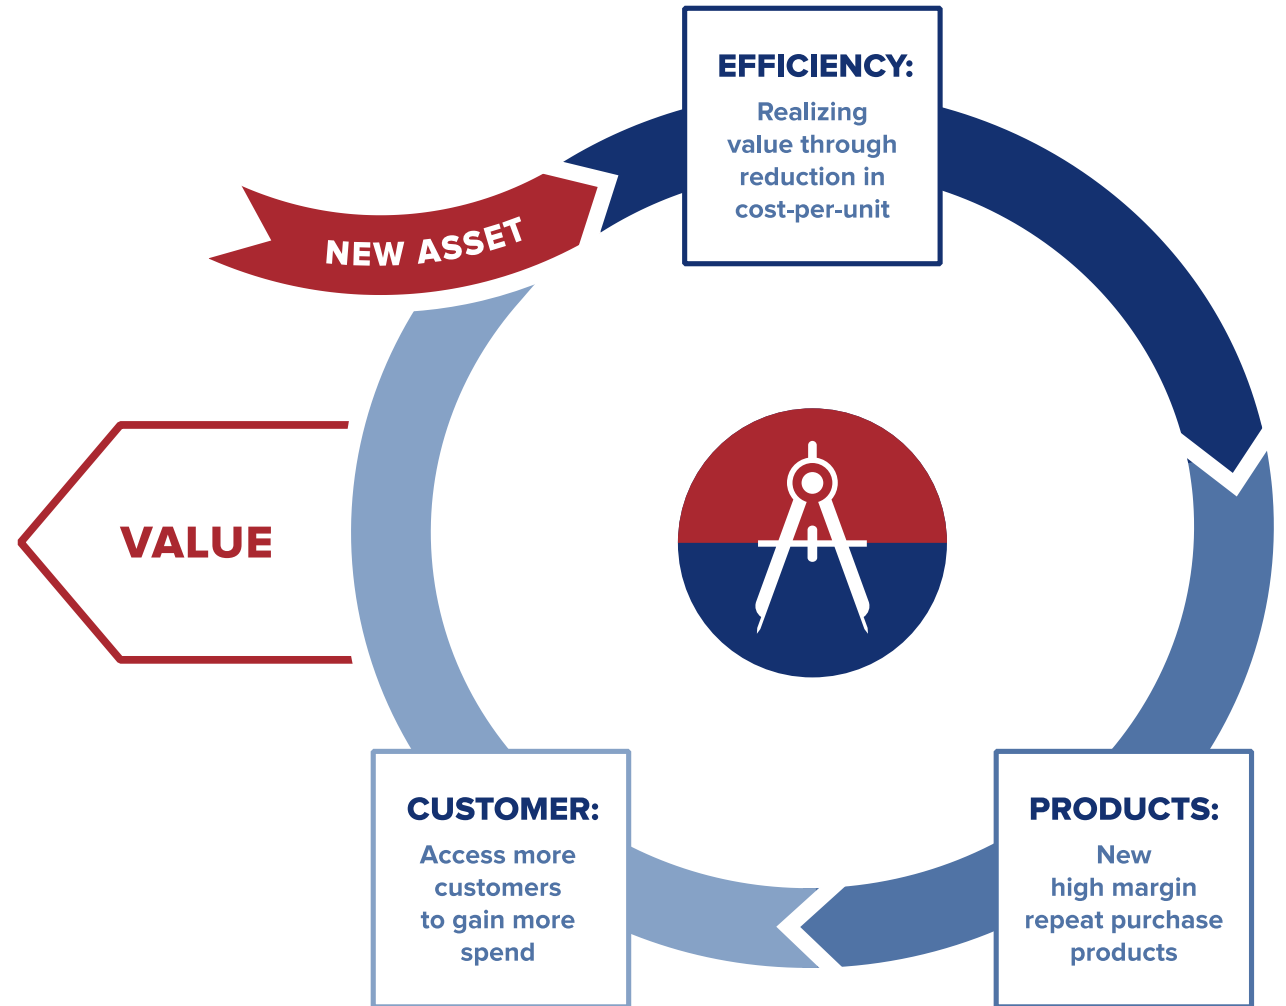 EFFICIENCY:
Realizing
value through
reduction in
cost-per-unit
NEW ASSET
VALUE
CUSTOMER:
Access more
customers
to gain more
spend
PRODUCTS:
New
high margin
repeat purchase
products